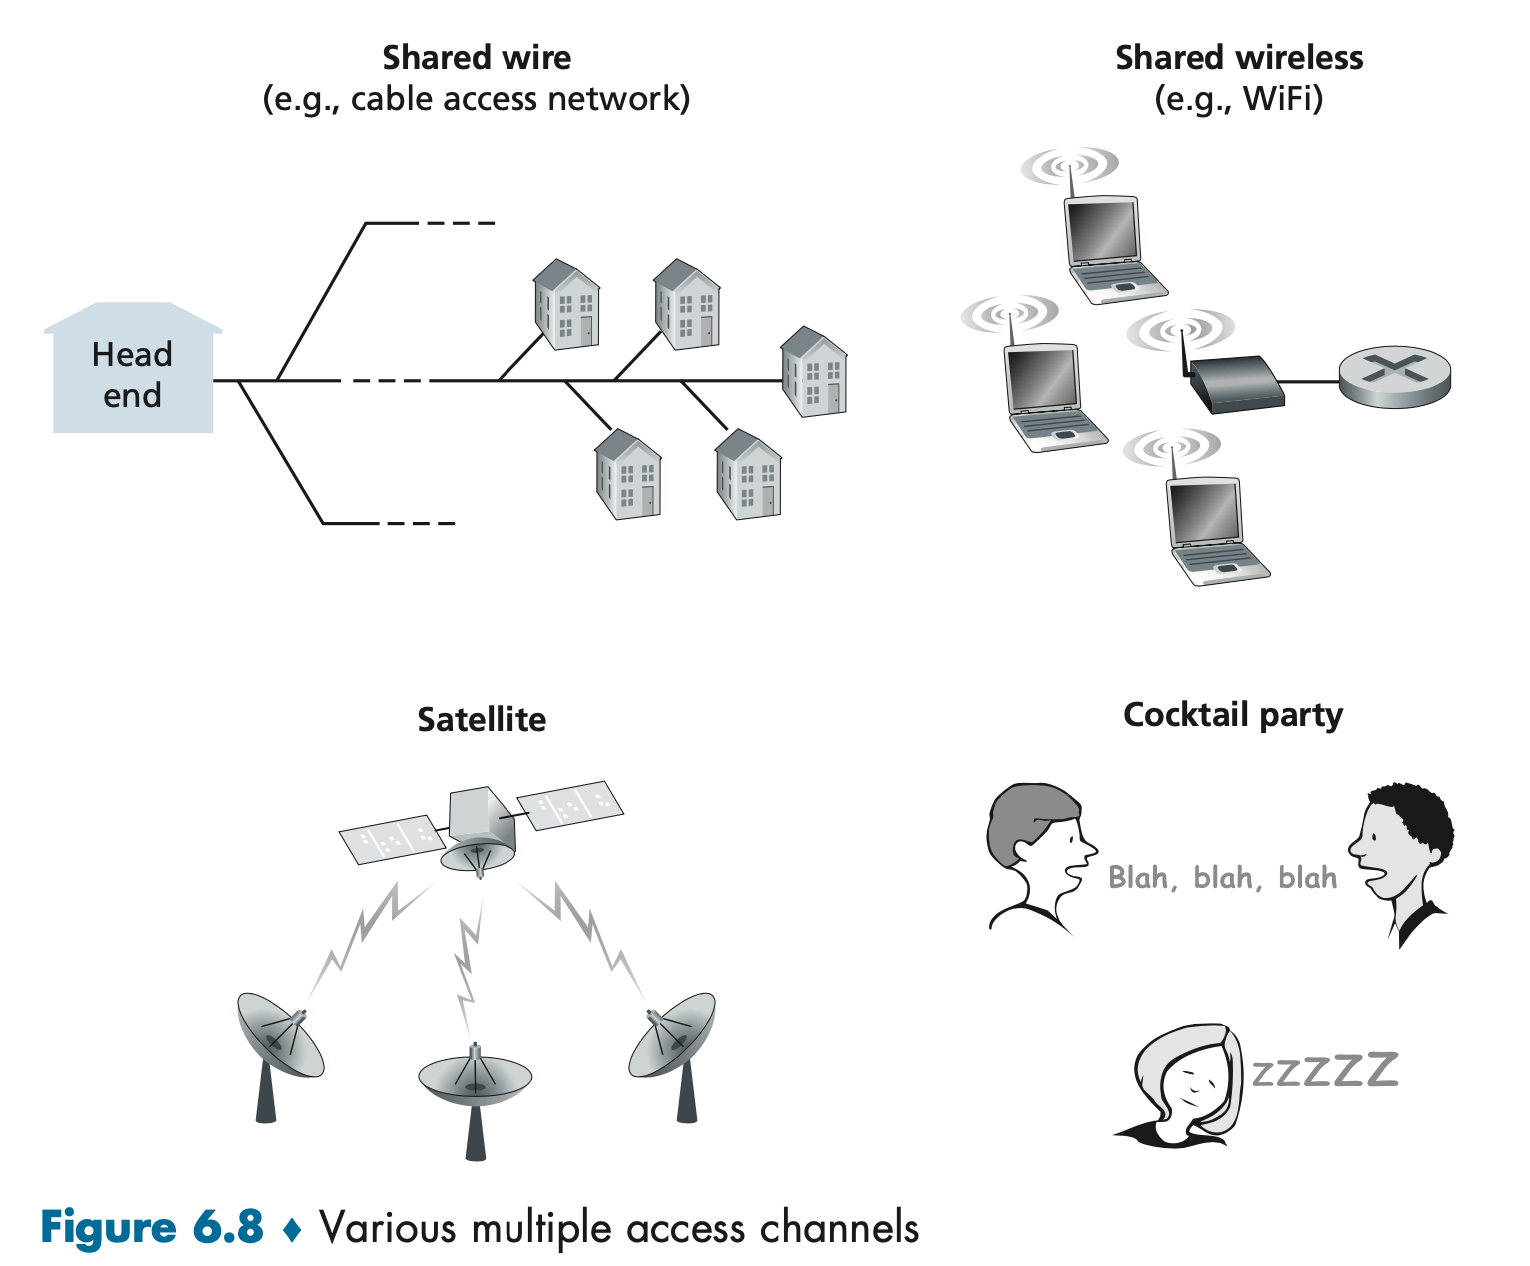 Shared wire
(e.g., cable access network)
Shared wireless
(e.g., WiFi)
Head
end
Satellite
Cocktail party
Blah, blah, blah
zzzzz
Figure 6.8 ♦ Various multiple access channels